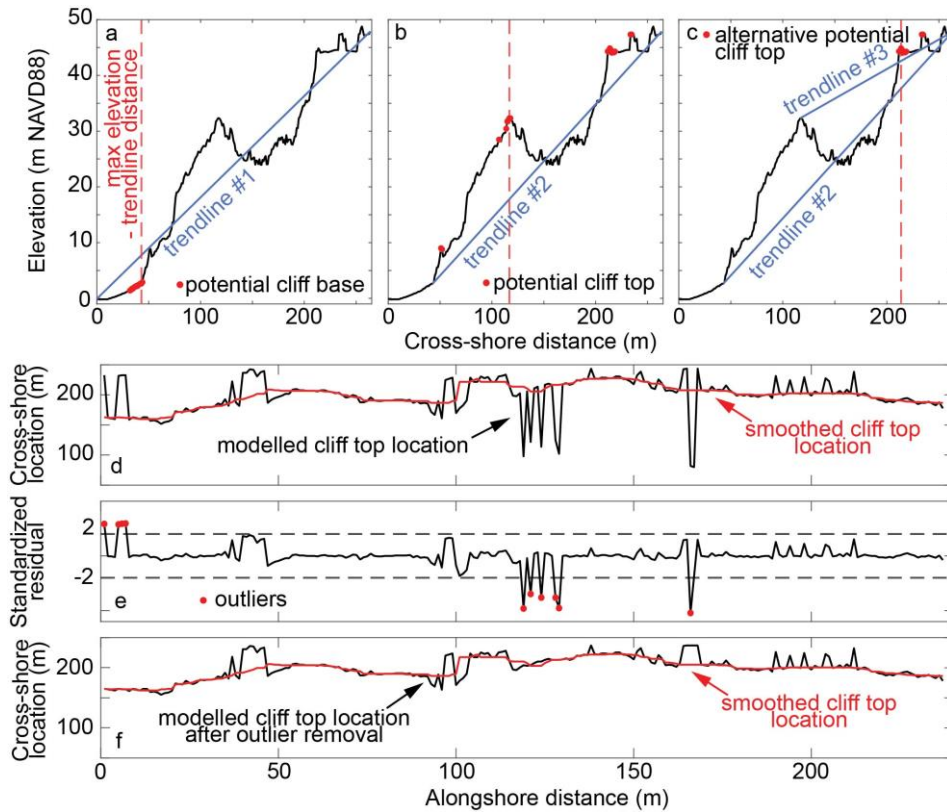 a
b
c
alternative potential
cliff top
50
40
30
20
10
0
Elevation (m NAVD88)
max elevation
- trendline distance
trendline #1
potential cliff base
trendline #2
potential cliff top
trendline #3
trendline #2
0
100
200
0
100
200
0
100
200
Cross-shore distance (m)
Cross-shore
location (m)
200
100
d
modelled cliff top location
smoothed cliff top
location
Standardized
residual
2
-2
e
outliers
Cross-shore
location (m)
200
100
f
modelled cliff top location
after outlier removal
smoothed cliff top
location
0
50
100
150
200
Alongshore distance (m)